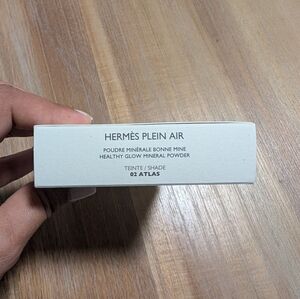 HERMÈS PLEIN AIR
POUDRE MINÉRALE BONNE MINE
HEALTHY GLOW MINERAL POWDER
TEINTE / SHADE
02 ATLAS